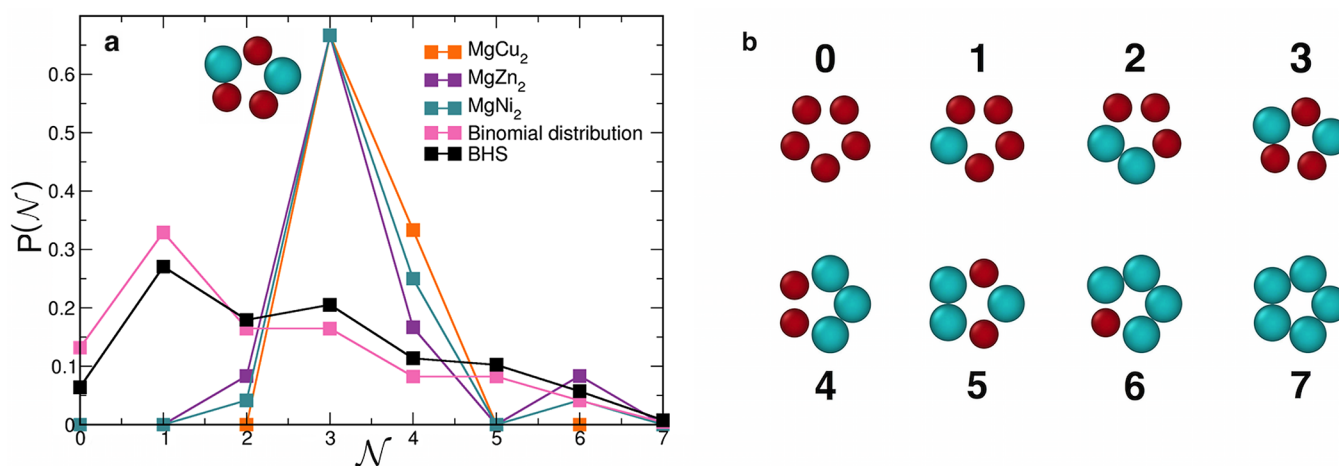 a
MgCu2
MgZn2
MgNi2
Binomial distribution
BHS
P(𝒩)
0.6
0.5
0.4
0.3
0.2
0.1
0
0 1 2 3 4 5 6 7
𝒩
b
0 1 2 3
4 5 6 7